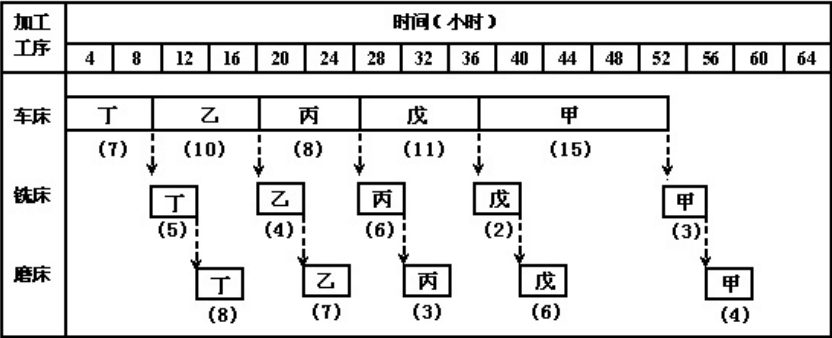 加工工序
时间（小时）
4 8 12 16 20 24 28 32 36 40 44 48 52 56 60 64
车床
丁 乙 丙 戊 甲
(7) (10) (8) (11) (15)
铣床
丁 乙 丙 戊 甲
(5) (4) (6) (2) (3)
磨床
丁 乙 丙 戊 甲
(8) (7) (3) (6) (4)